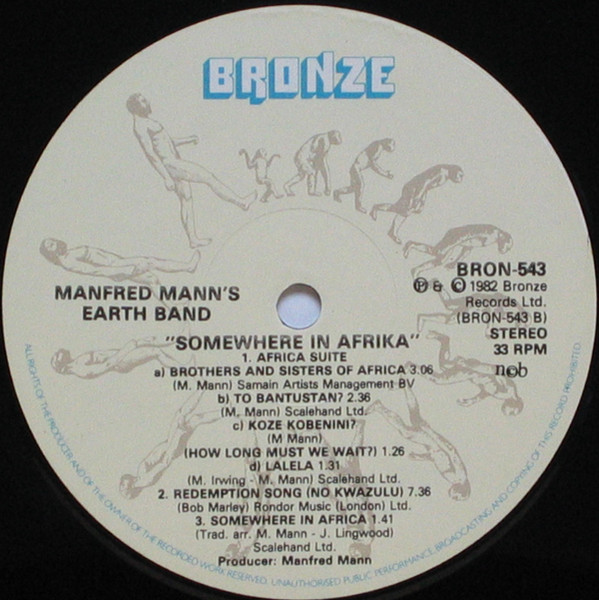 BRONZE
MANFRED MANN'S
EARTH BAND
BRON-543
℗ & © 1982 Bronze
Records Ltd.
(BRON-543 B)
STEREO
33 RPM
ncb
"SOMEWHERE IN AFRIKA"
1. AFRICA SUITE
a) BROTHERS AND SISTERS OF AFRICA 3.06
(M. Mann) Samain Artists Management BV
b) TO BANTUSTAN? 2.36
(M. Mann) Scalehand Ltd.
c) KOZE KOBENINI?
(M Mann)
(HOW LONG MUST WE WAIT?) 1.26
d) LALELA 1.31
(M. Irwing - M. Mann) Scalehand Ltd.
2. REDEMPTION SONG (NO KWAZULU) 7.36
(Bob Marley) Rondor Music (London) Ltd.
3. SOMEWHERE IN AFRICA 1.41
(Trad. arr. M. Mann - J. Lingwood)
Scalehand Ltd.
Producer: Manfred Mann
ALL RIGHTS OF THE PRODUCER AND OF THE OWNER OF THE RECORDED WORK RESERVED. UNAUTHORISED PUBLIC PERFORMANCE, BROADCASTING AND COPYING OF THIS RECORD PROHIBITED.